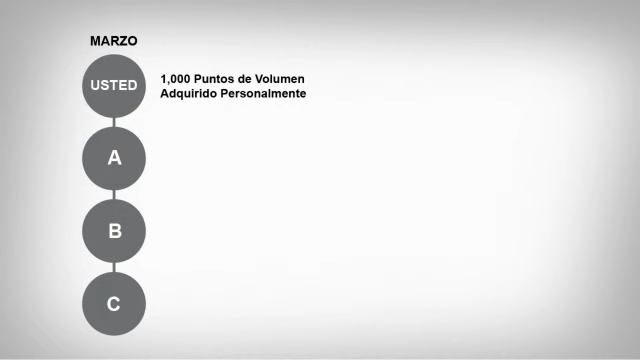 MARZO
USTED
1,000 Puntos de Volumen
Adquirido Personalmente
A
B
C